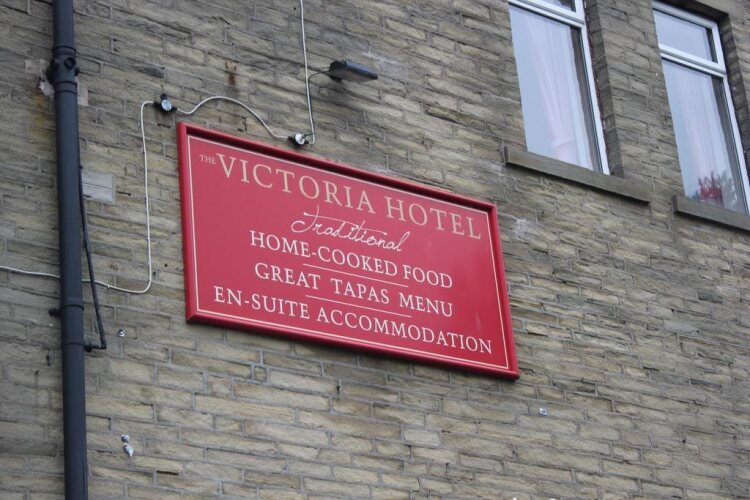 THE VICTORIA HOTEL
Traditional
HOME-COOKED FOOD
GREAT TAPAS MENU
EN-SUITE ACCOMMODATION